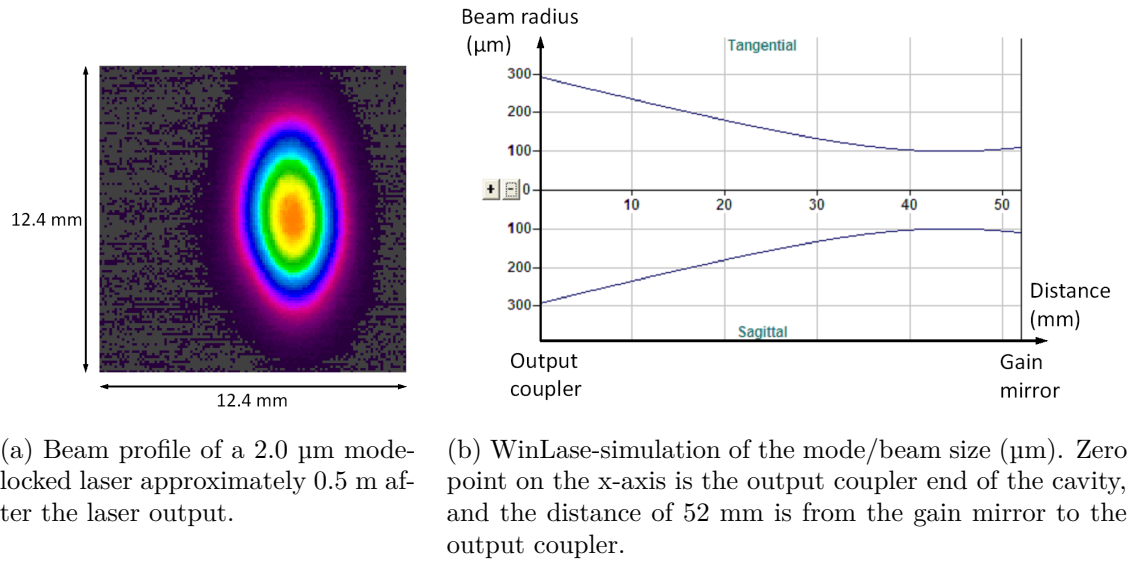 12.4 mm
12.4 mm
Beam radius
(µm)
Tangential
300
200
100
+ - 0
10 20 30 40 50
100
200
300
Sagittal
Distance
(mm)
Output
coupler
Gain
mirror
(a) Beam profile of a 2.0 µm mode-
locked laser approximately 0.5 m af-
ter the laser output.
(b) WinLase-simulation of the mode/beam size (µm). Zero
point on the x-axis is the output coupler end of the cavity,
and the distance of 52 mm is from the gain mirror to the
output coupler.